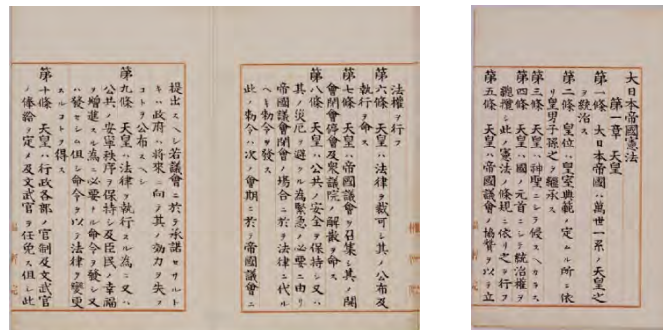 大日本帝國憲法
第一章 天皇
第一條 大日本帝國ハ萬世一系ノ天皇之
ヲ統治ス
第二條 皇位ハ皇室典範ノ定ムル所ニ依
リ皇男子孫之ヲ繼承ス
第三條 天皇ハ神聖ニシテ侵スヘカラス
第四條 天皇ハ國ノ元首ニシテ統治權ヲ
總攬シ此ノ憲法ノ條規ニ依リ之ヲ行フ
第五條 天皇ハ帝國議會ノ協賛ヲ以テ立
法權ヲ行フ
第六條 天皇ハ法律ヲ裁可シ其ノ公布及
執行ヲ命ス
第七條 天皇ハ帝國議會ヲ召集シ其ノ開
會閉會停會及衆議院ノ解散ヲ命ス
第八條 天皇ハ公共ノ安全ヲ保持シ又ハ
其ノ災厄ヲ避クル爲緊急ノ必要ニ由リ
帝國議會閉會ノ場合ニ於テ法律ニ代ル
ヘキ勅令ヲ發ス
此ノ勅令ハ次ノ會期ニ於テ帝國議會ニ
提出スヘシ若議會ニ於テ承諾セサルト
キハ政府ハ將來ニ向テ其ノ効力ヲ失フ
コトヲ公布スヘシ
第九條 天皇ハ法律ヲ執行スル爲ニ又ハ
公共ノ安寧秩序ヲ保持シ及臣民ノ幸福
ヲ增進スル爲ニ必要ナル命令ヲ發シ又
ハ發セシム但シ命令ヲ以テ法律ヲ變更
スルコトヲ得ス
第十條 天皇ハ行政各部ノ官制及文武官
ノ俸給ヲ定メ及文武官ヲ任免ス但シ此